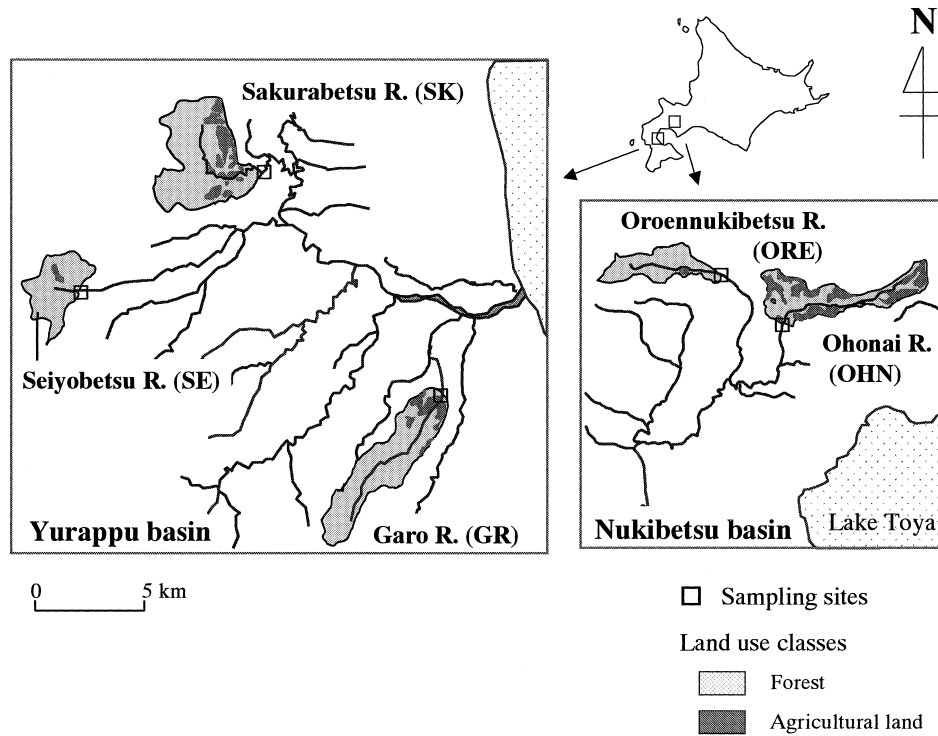 N
Sakurabetsu R. (SK)
Seiyobetsu R. (SE)
Yurappu basin
Garo R. (GR)
Oroennukibetsu R.
(ORE)
Ohonai R.
(OHN)
Nukibetsu basin
Lake Toya
0
5 km
Sampling sites
Land use classes
Forest
Agricultural land